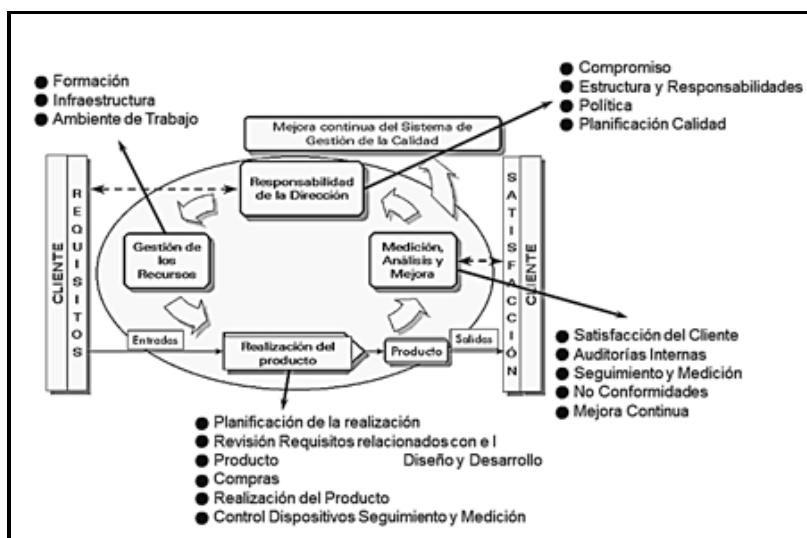 ● Formación
● Infraestructura
● Ambiente de Trabajo
● Compromiso
● Estructura y Responsabilidades
● Política
● Planificación Calidad
Mejora continua del Sistema de
Gestión de la Calidad
CLIENTE
REQUISITOS
Responsabilidad
de la Dirección
Gestión de
los
Recursos
Medición,
Análisis y
Mejora
SATISFACCIÓN
CLIENTE
Entradas
Realización del
producto
Producto
Salidas
● Satisfacción del Cliente
● Auditorías Internas
● Seguimiento y Medición
● No Conformidades
● Mejora Continua
● Planificación de la realización
● Revisión Requisitos relacionados con e l
● Producto Diseño y Desarrollo
● Compras
● Realización del Producto
● Control Dispositivos Seguimiento y Medición